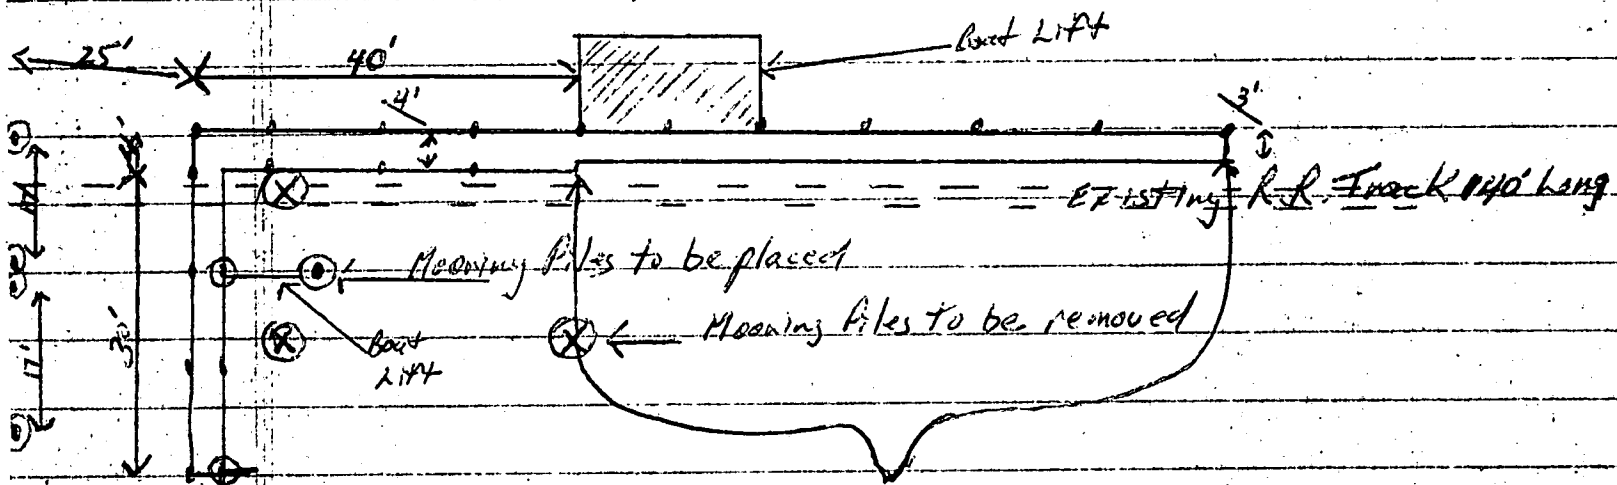 Boat Lift
25'
40'
4'
3'
Existing R.R. Track 140' Long
Mooring Piles to be placed
Mooring Piles to be removed
Boat
Lift
17'
30'